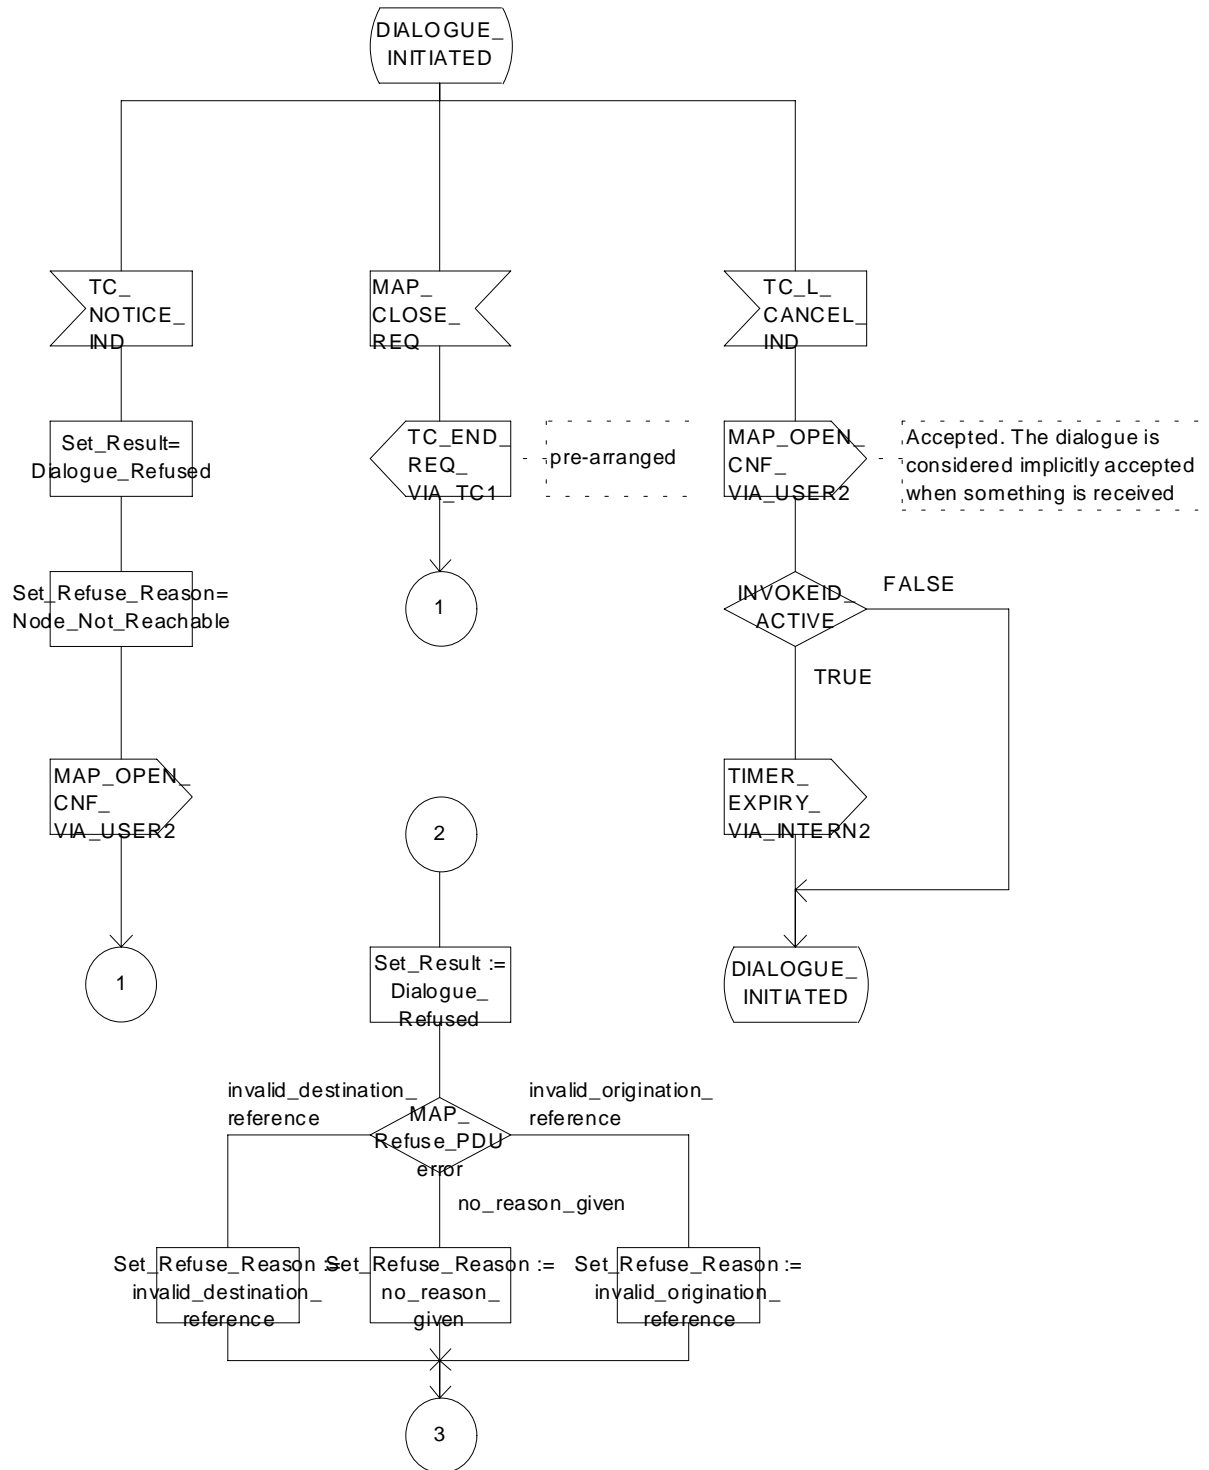 DIALOGUE_
INITIATED
TC_
NOTICE_
IND
MAP_
CLOSE_
REQ
TC_L_
CANCEL_
IND
Set_Result=
Dialogue_Refused
TC_END_
REQ_
VIA_TC1
pre-arranged
MAP_OPEN_
CNF_
VIA_USER2
Accepted. The dialogue is
considered implicitly accepted
when something is received
Set_Refuse_Reason=
Node_Not_Reachable
1
INVOKEID_
ACTIVE
FALSE
TRUE
MAP_OPEN_
CNF_
VIA_USER2
TIMER_
EXPIRY_
VIA_INTERN2
2
1
Set_Result :=
Dialogue_
Refused
DIALOGUE_
INITIATED
invalid_destination_
reference
MAP_
Refuse_PDU
error
invalid_origination_
reference
no_reason_given
Set_Refuse_Reason :=
invalid_destination_
reference
Set_Refuse_Reason :=
no_reason_
given
Set_Refuse_Reason :=
invalid_origination_
reference
3